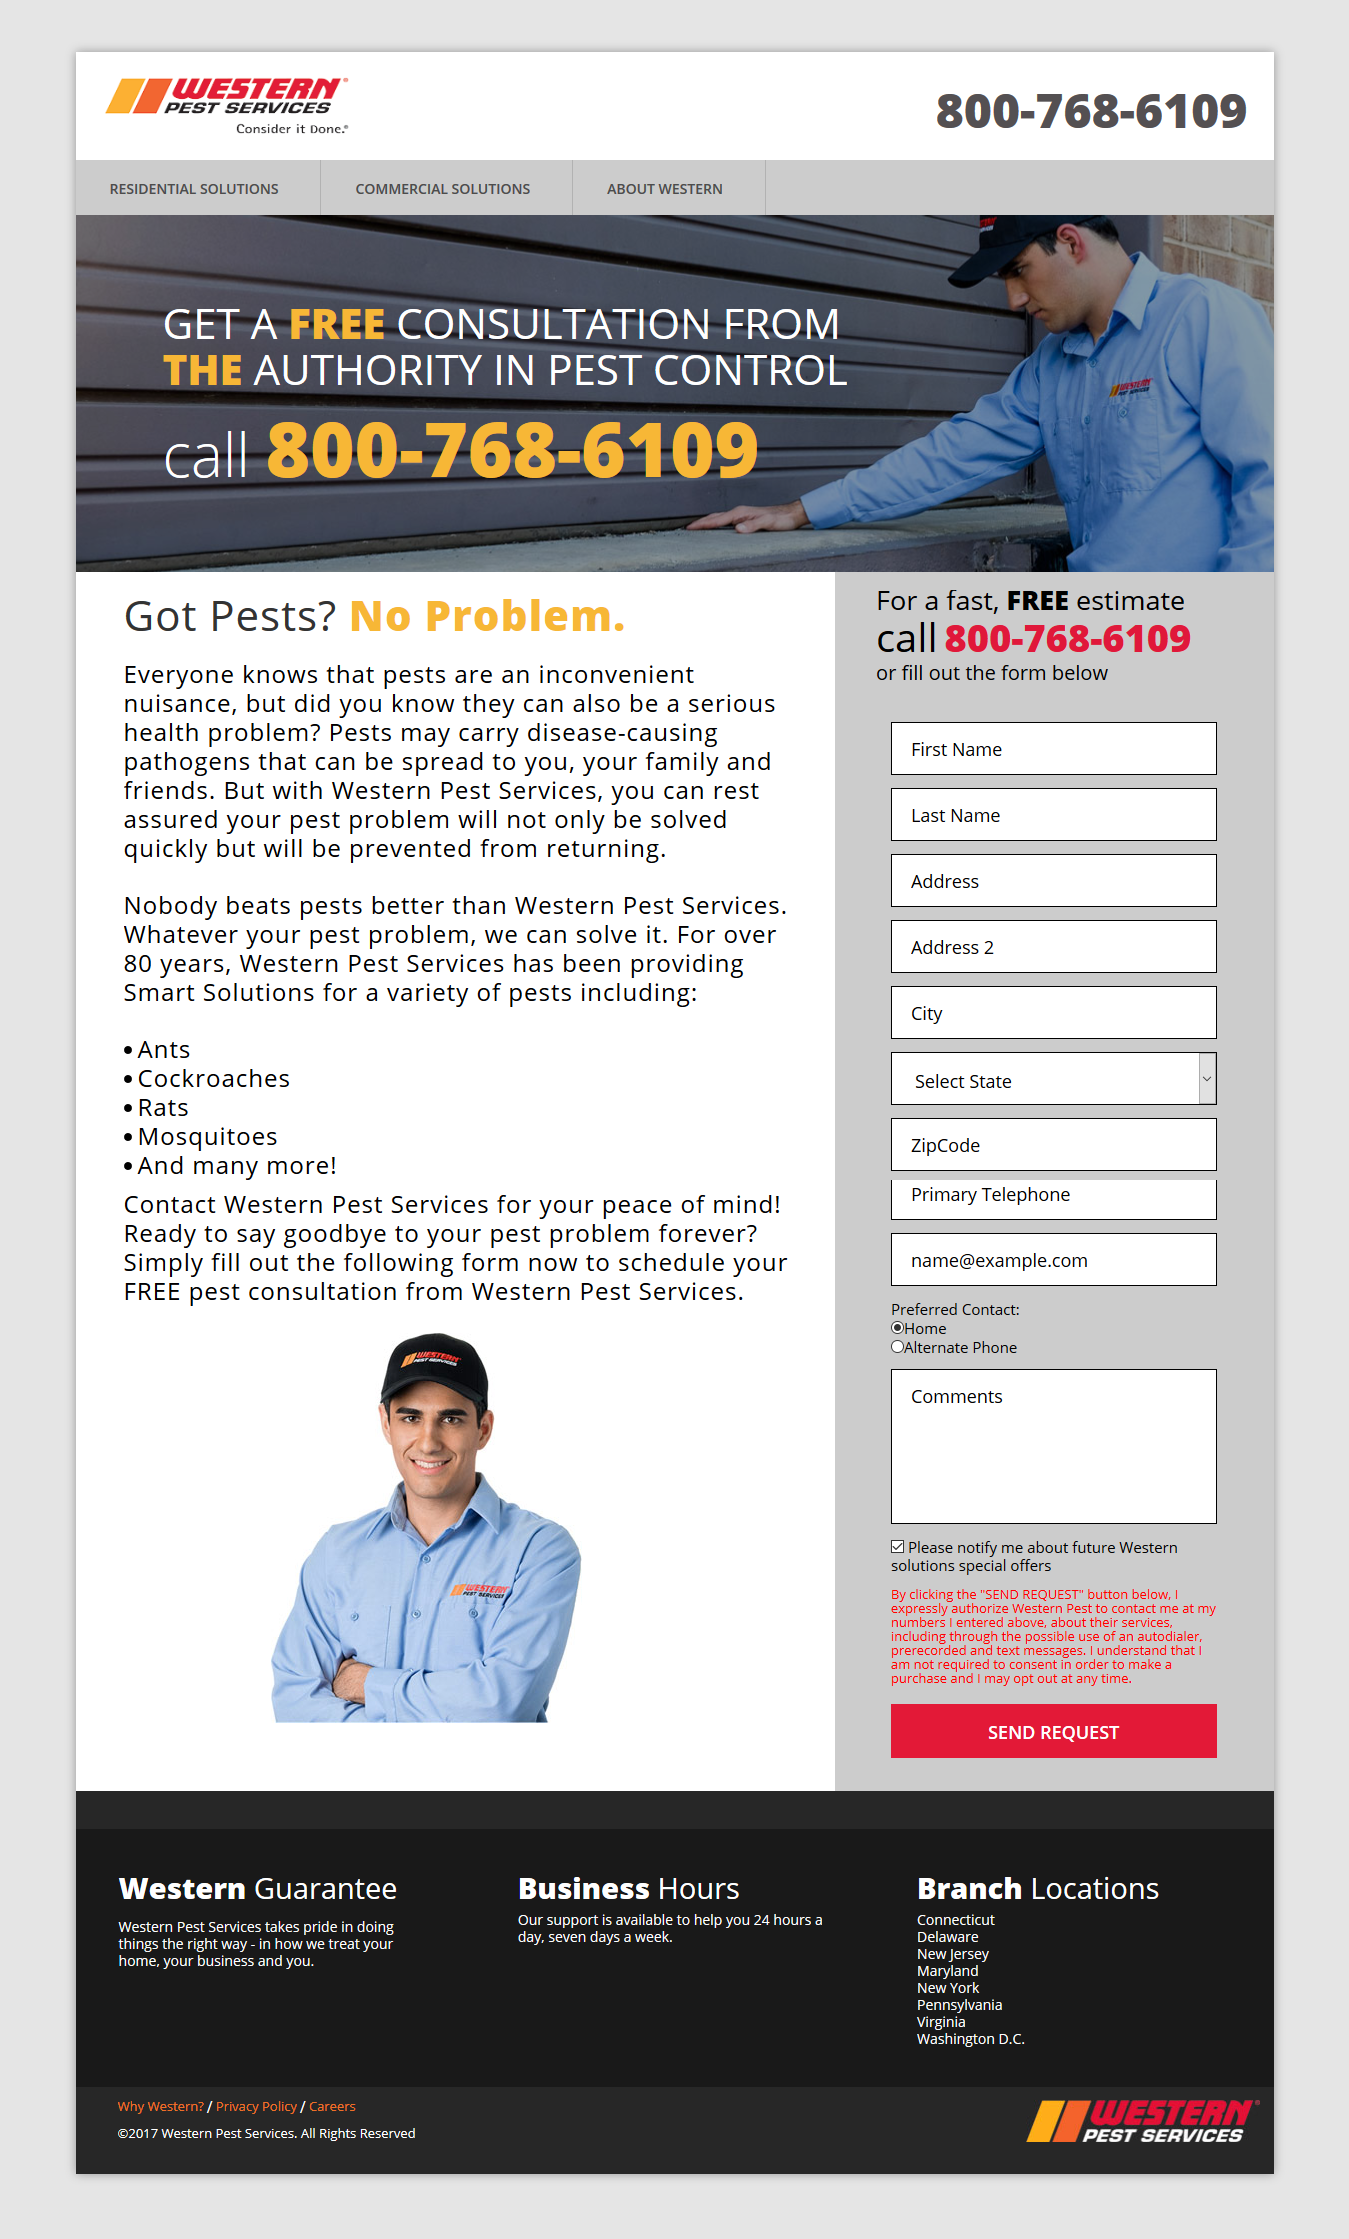 WESTERN
PEST SERVICES
Consider it Done.®
800-768-6109
RESIDENTIAL SOLUTIONS
COMMERCIAL SOLUTIONS
ABOUT WESTERN
GET A FREE CONSULTATION FROM
THE AUTHORITY IN PEST CONTROL
call 800-768-6109
WESTERN
PEST SERVICES
Got Pests? No Problem.
Everyone knows that pests are an inconvenient
nuisance, but did you know they can also be a serious
health problem? Pests may carry disease-causing
pathogens that can be spread to you, your family and
friends. But with Western Pest Services, you can rest
assured your pest problem will not only be solved
quickly but will be prevented from returning.
Nobody beats pests better than Western Pest Services.
Whatever your pest problem, we can solve it. For over
80 years, Western Pest Services has been providing
Smart Solutions for a variety of pests including:
• Ants
• Cockroaches
• Rats
• Mosquitoes
• And many more!
Contact Western Pest Services for your peace of mind!
Ready to say goodbye to your pest problem forever?
Simply fill out the following form now to schedule your
FREE pest consultation from Western Pest Services.
WESTERN
PEST SERVICES
WESTERN
PEST SERVICES
For a fast, FREE estimate
call 800-768-6109
or fill out the form below
First Name
Last Name
Address
Address 2
City
Select State
ZipCode
Primary Telephone
name@example.com
Preferred Contact:
Home
Alternate Phone
Comments
Please notify me about future Western
solutions special offers
By clicking the "SEND REQUEST" button below, I
expressly authorize Western Pest to contact me at my
numbers I entered above, about their services,
including through the possible use of an autodialer,
prerecorded and text messages. I understand that I
am not required to consent in order to make a
purchase and I may opt out at any time.
SEND REQUEST
Western Guarantee
Western Pest Services takes pride in doing
things the right way - in how we treat your
home, your business and you.
Business Hours
Our support is available to help you 24 hours a
day, seven days a week.
Branch Locations
Connecticut
Delaware
New Jersey
Maryland
New York
Pennsylvania
Virginia
Washington D.C.
Why Western? / Privacy Policy / Careers
©2017 Western Pest Services. All Rights Reserved
WESTERN®
PEST SERVICES